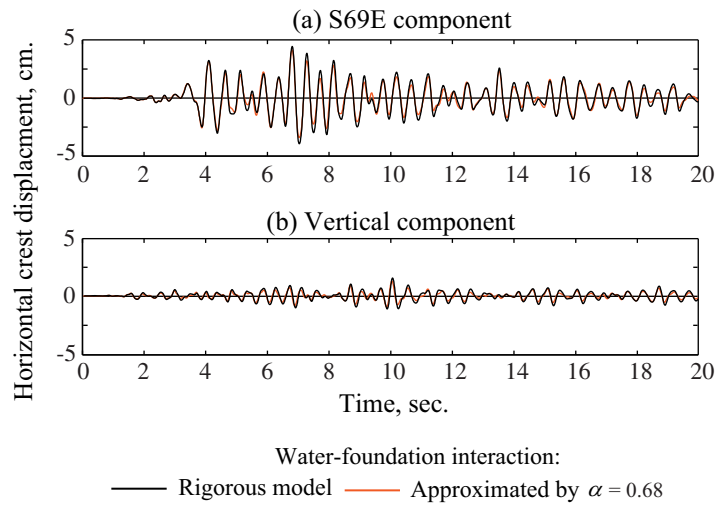 (a) S69E component
Horizontal crest displacment, cm.
5
0
-5
0 2 4 6 8 10 12 14 16 18 20
(b) Vertical component
5
0
-5
0 2 4 6 8 10 12 14 16 18 20
Time, sec.
Water-foundation interaction:
Rigorous model Approximated by α = 0.68